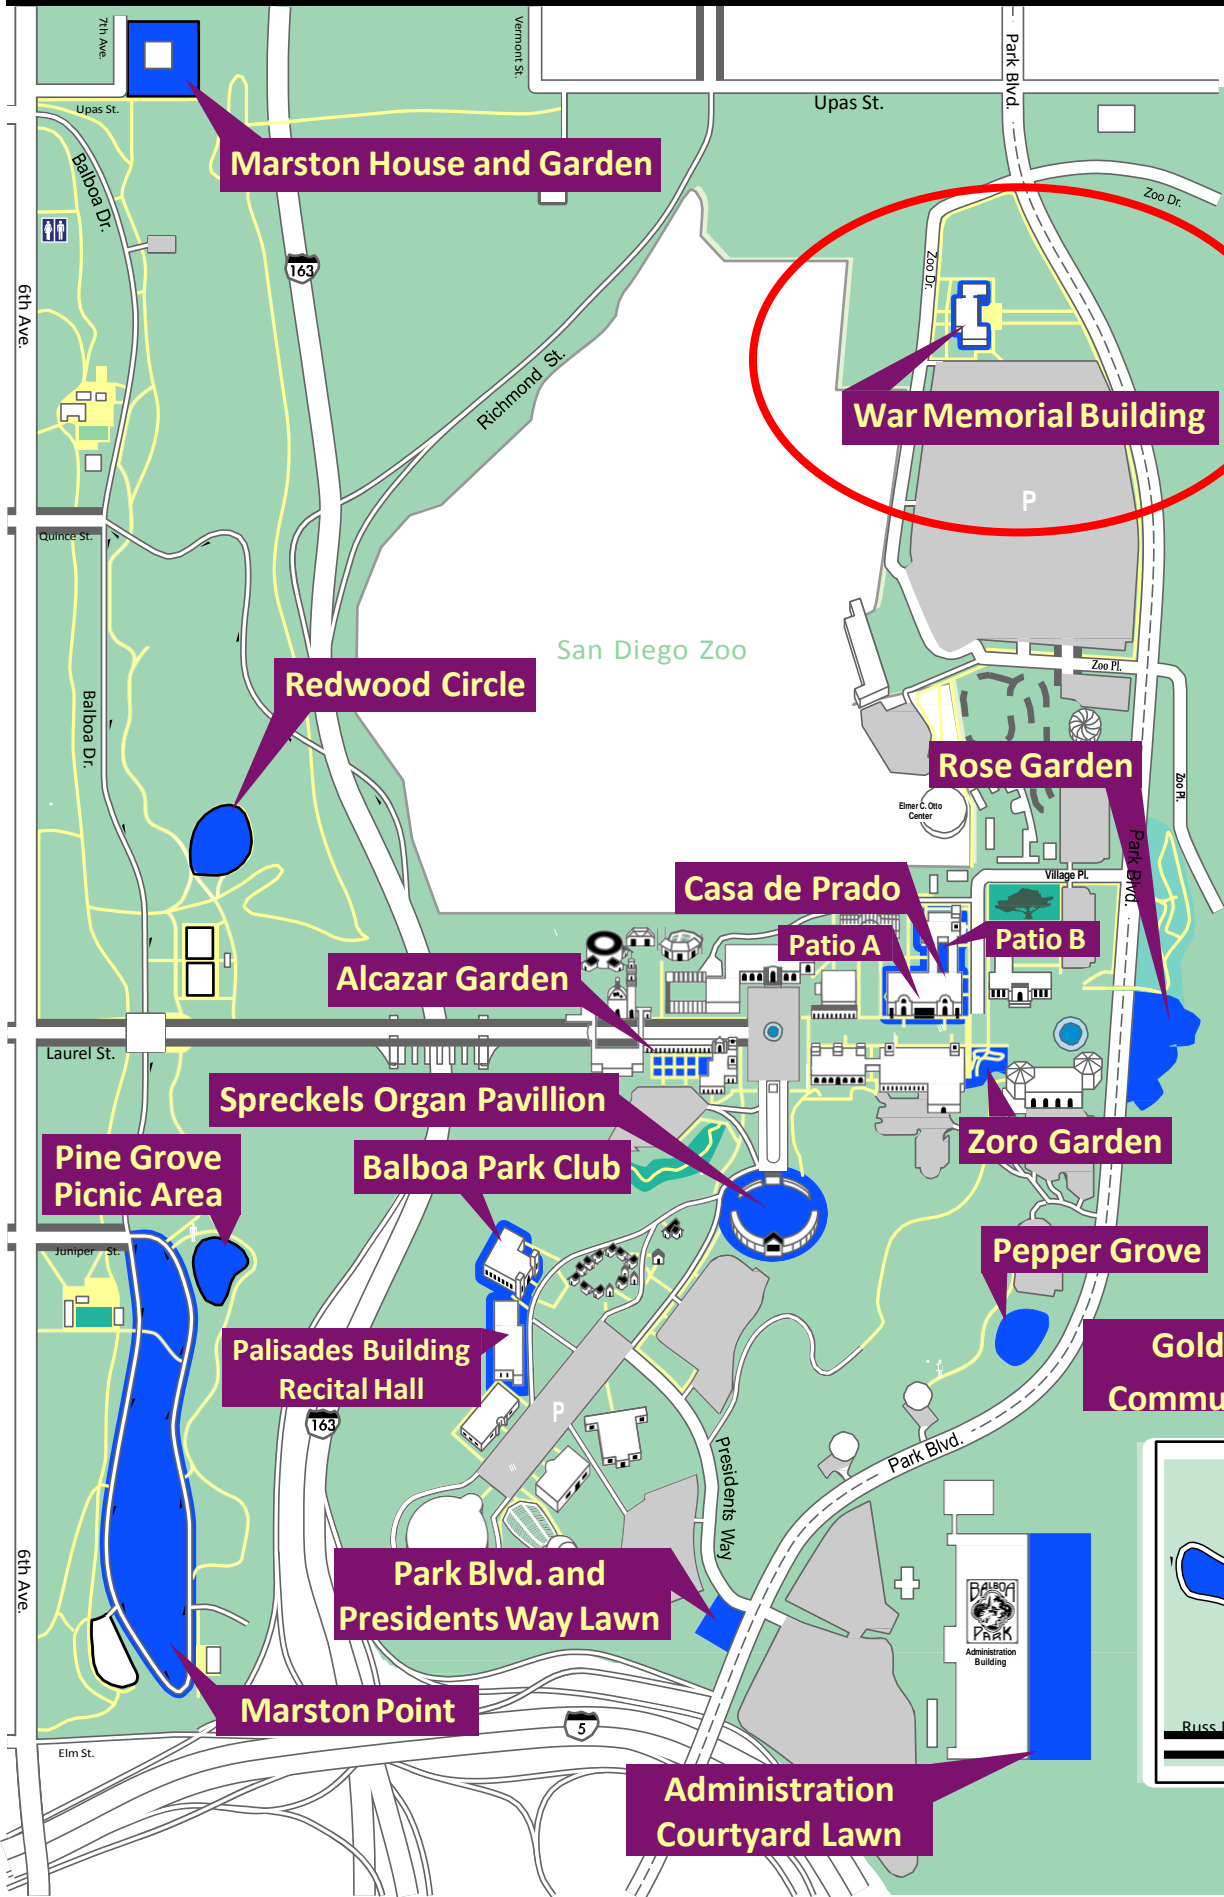 7th Ave.
Vermont St.
Park Blvd.
Upas St.
Upas St.
Marston House and Garden
Balboa Dr.
Zoo Dr.
Zoo Dr.
163
6th Ave.
Richmond St.
War Memorial Building
P
Quince St.
San Diego Zoo
Zoo Pl.
Redwood Circle
Balboa Dr.
Rose Garden
Zoo Pl.
Elmer C. Otto
Center
Park Blvd.
Village Pl.
Casa de Prado
Patio A
Patio B
Alcazar Garden
Laurel St.
Spreckels Organ Pavillion
Zoro Garden
Pine Grove
Picnic Area
Balboa Park Club
Juniper St.
Pepper Grove
Palisades Building
Recital Hall
Gold
Commu
P
163
Presidents Way
Park Blvd.
6th Ave.
Park Blvd. and
Presidents Way Lawn
BALBOA
PARK
Administration
Building
Marston Point
5
Russ
Elm St.
Administration
Courtyard Lawn